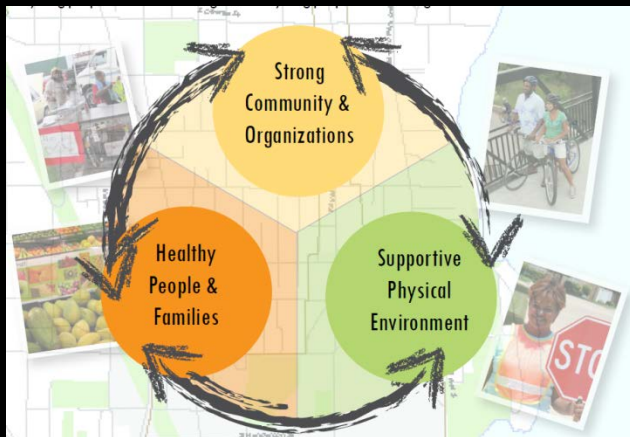 Strong
Community &
Organizations
Healthy
People &
Families
Supportive
Physical
Environment
STO